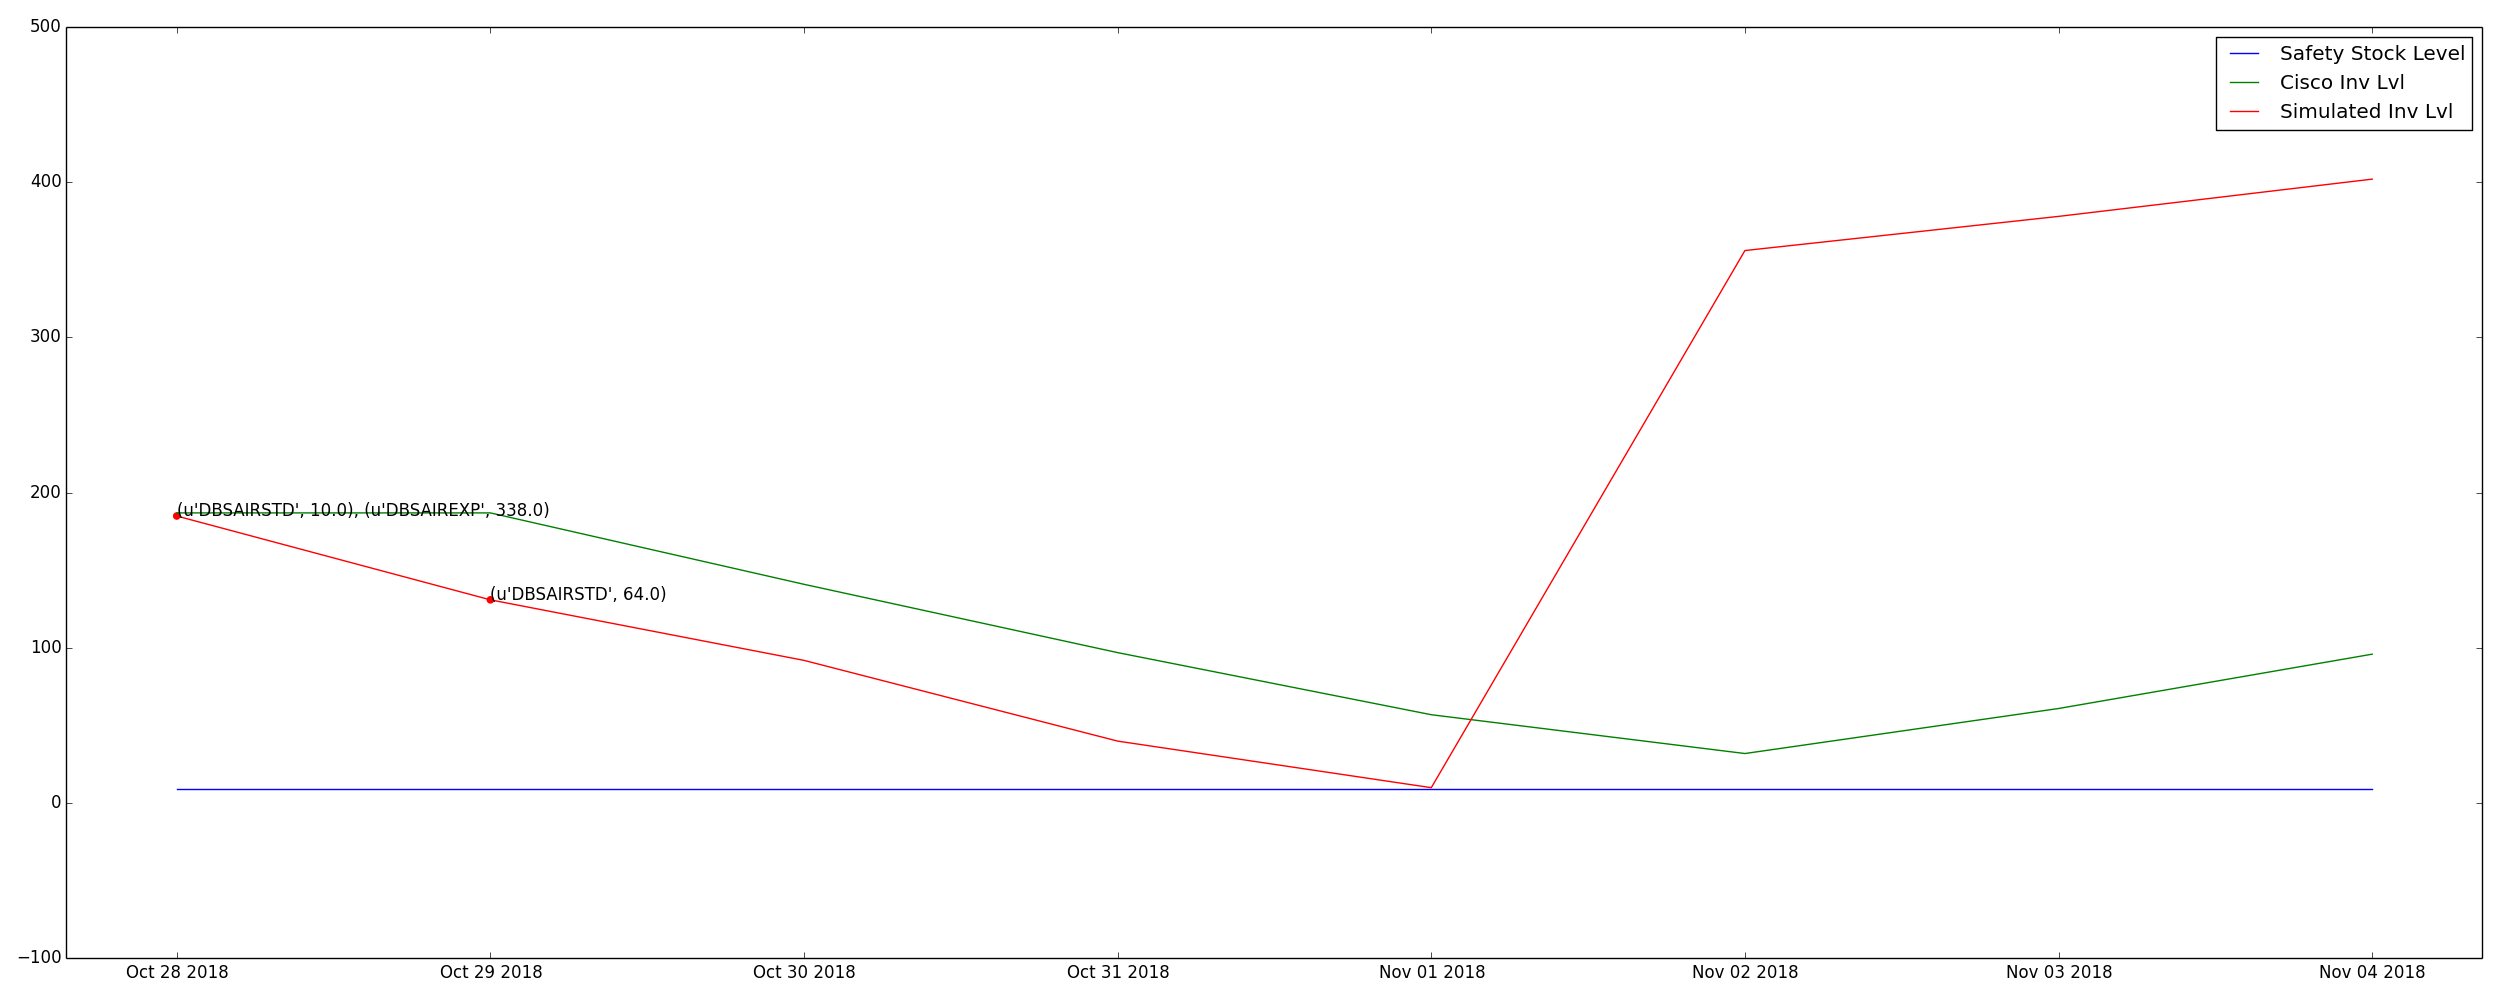 500
Safety Stock Level
Cisco Inv Lvl
Simulated Inv Lvl
400
300
200
(u'DBSAIRSTD', 10.0), (u'DBSAIREXP', 338.0)
(u'DBSAIRSTD', 64.0)
100
0
−100
Oct 28 2018 Oct 29 2018 Oct 30 2018 Oct 31 2018 Nov 01 2018 Nov 02 2018 Nov 03 2018 Nov 04 2018